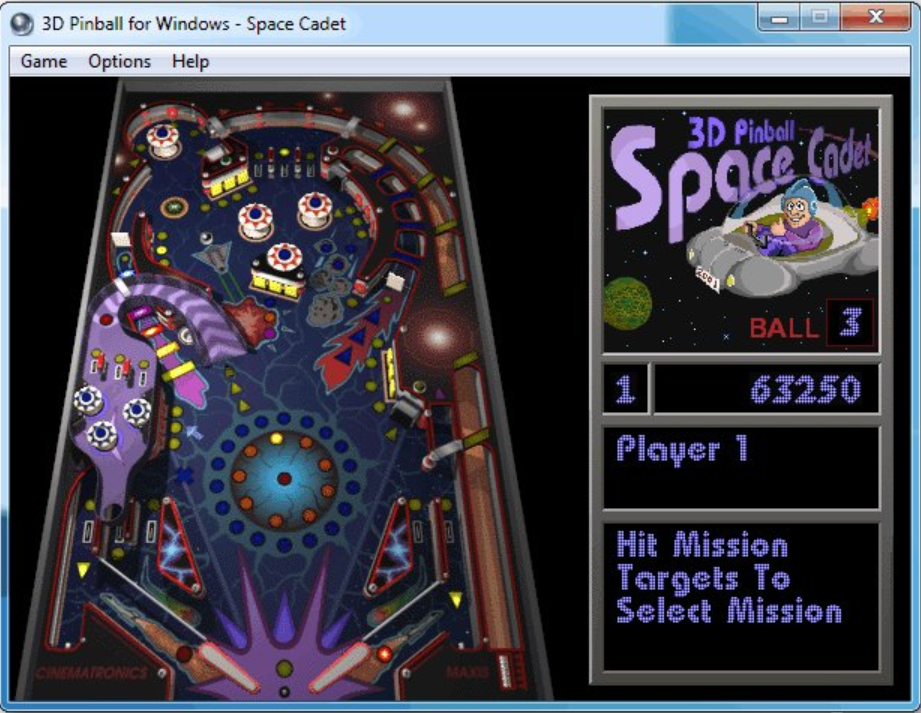 3D Pinball for Windows - Space Cadet
Game Options Help
3D Pinball
Space Cadet
2001
BALL 3
1 63250
Player 1
Hit Mission
Targets To
Select Mission
CINEMATRONICS
MAXIS